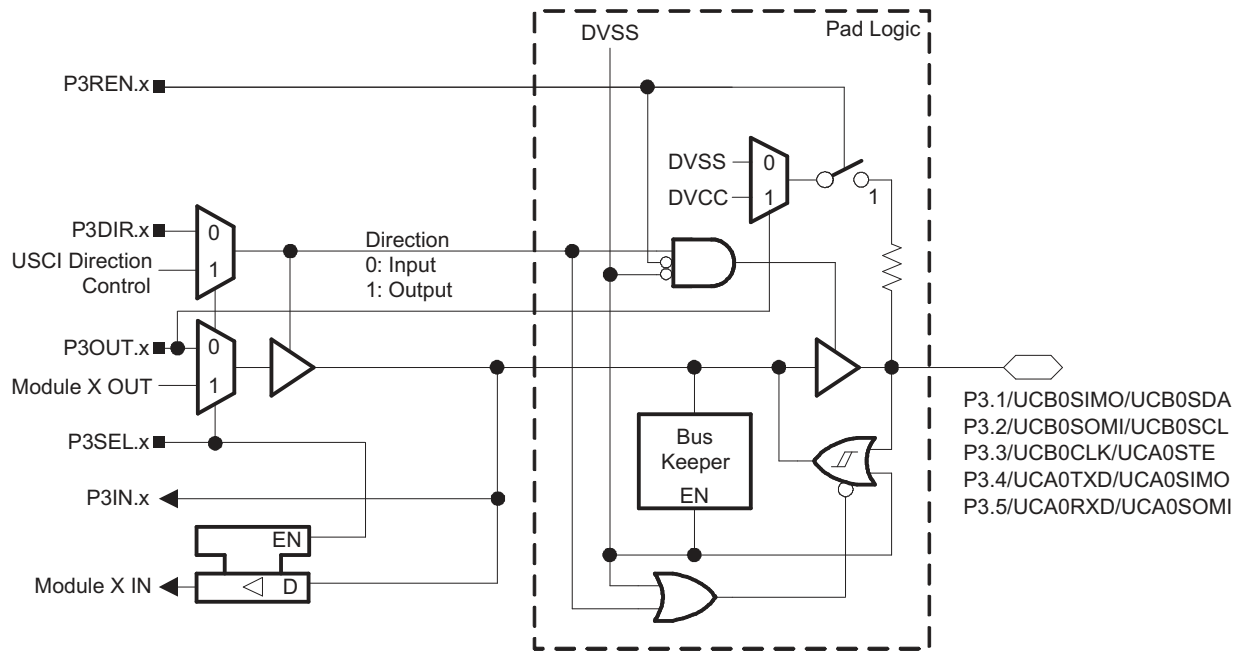 DVSS
Pad Logic
P3REN.x
DVSS
0
DVCC
1
1
P3DIR.x
0
USCI Direction
Control
1
Direction
0: Input
1: Output
P3OUT.x
0
Module X OUT
1
P3SEL.x
Bus
Keeper
EN
P3.1/UCB0SIMO/UCB0SDA
P3.2/UCB0SOMI/UCB0SCL
P3.3/UCB0CLK/UCA0STE
P3.4/UCA0TXD/UCA0SIMO
P3.5/UCA0RXD/UCA0SOMI
P3IN.x
EN
Module X IN
D